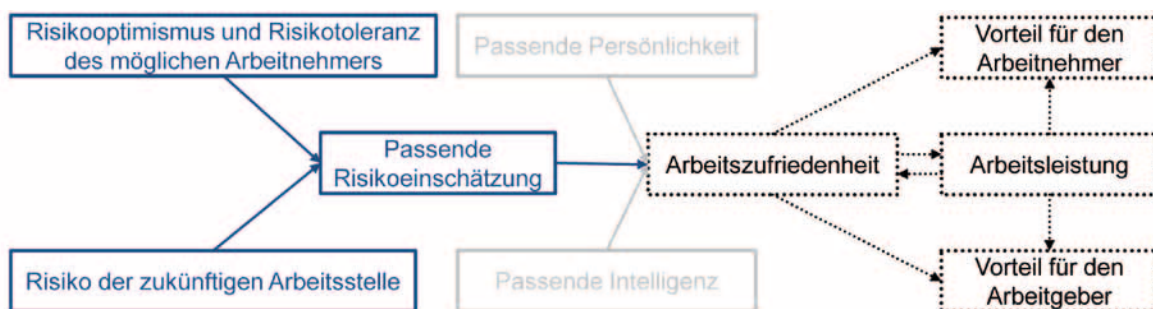 Risikooptimismus und Risikotoleranz
des möglichen Arbeitnehmers
Passende Persönlichkeit
Vorteil für den
Arbeitnehmer
Passende
Risikoeinschätzung
Arbeitszufriedenheit
Arbeitsleistung
Risiko der zukünftigen Arbeitsstelle
Passende Intelligenz
Vorteil für den
Arbeitgeber